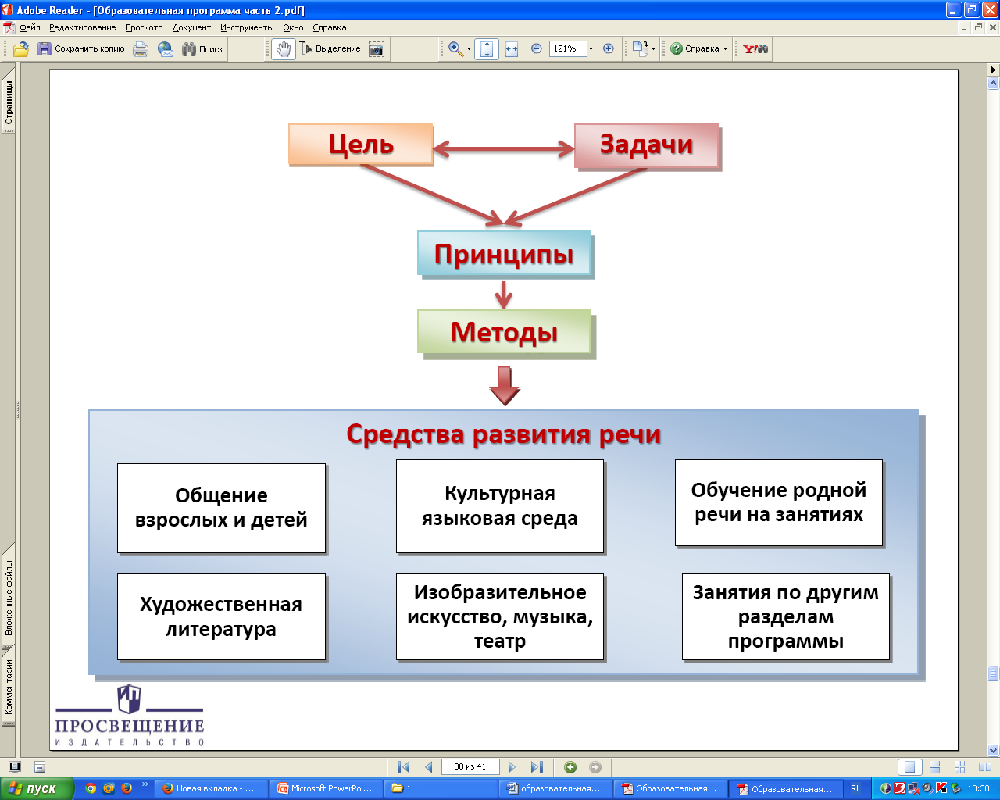 Adobe Reader - [Образовательная программа часть 2.pdf]
Файл Редактирование Просмотр Документ Инструменты Окно Справка
Сохранить копию Поиск Выделение 121% Справка Y!
Страницы
Цель Задачи
Принципы
Методы
Средства развития речи
Общение
взрослых и детей
Культурная
языковая среда
Обучение родной
речи на занятиях
Художественная
литература
Изобразительное
искусство, музыка,
театр
Занятия по другим
разделам
программы
Вложенные файлы
Комментарии
ПРОСВЕЩЕНИЕ
ИЗДАТЕЛЬСТВО
38 из 41
пуск Новая вкладка - ... Microsoft PowerPoi... 1 образовательная... Образовательная... Образовательная... RL 13:38